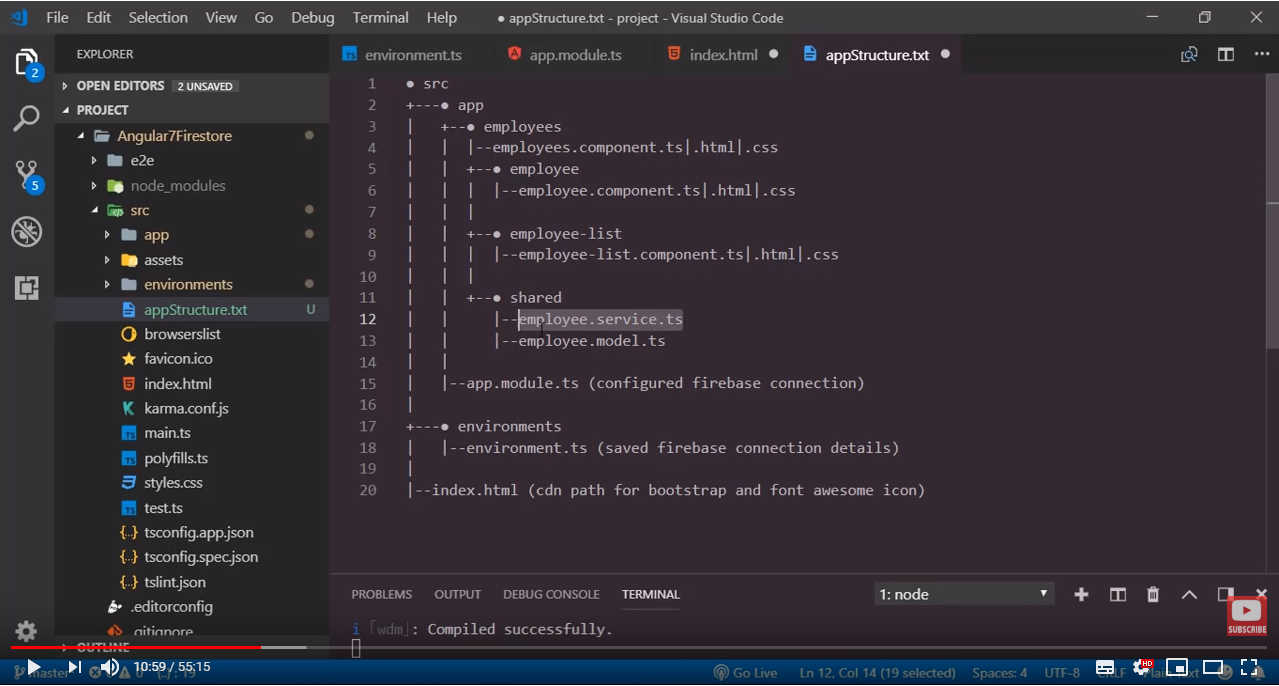 File Edit Selection View Go Debug Terminal Help ● appStructure.txt - project - Visual Studio Code
EXPLORER
environment.ts app.module.ts index.html ● appStructure.txt ●
2
OPEN EDITORS 2 UNSAVED
PROJECT
Angular7Firestore
e2e
5
node_modules
src
app
assets
environments
appStructure.txt U
browserslist
favicon.ico
index.html
karma.conf.js
main.ts
polyfills.ts
styles.css
test.ts
tsconfig.app.json
tsconfig.spec.json
tslint.json
.editorconfig
.gitignore
OUTLINE
1 ● src
2 +---● app
3 |   +--● employees
4 |   |  |--employees.component.ts|.html|.css
5 |   |  +--● employee
6 |   |  |  |--employee.component.ts|.html|.css
7 |   |  |
8 |   |  +--● employee-list
9 |   |  |  |--employee-list.component.ts|.html|.css
10 |   |  |
11 |   |  +--● shared
12 |   |     |--employee.service.ts
13 |   |     |--employee.model.ts
14 |   |
15 |   |--app.module.ts (configured firebase connection)
16 |
17 +---● environments
18 |   |--environment.ts (saved firebase connection details)
19 |
20 |--index.html (cdn path for bootstrap and font awesome icon)
PROBLEMS OUTPUT DEBUG CONSOLE TERMINAL 1: node
i 「wdm」: Compiled successfully.
SUBSCRIBE
10:59 / 55:15
HD
master Go Live Ln 12, Col 14 (19 selected) Spaces: 4 UTF-8 CRLF Plain Text